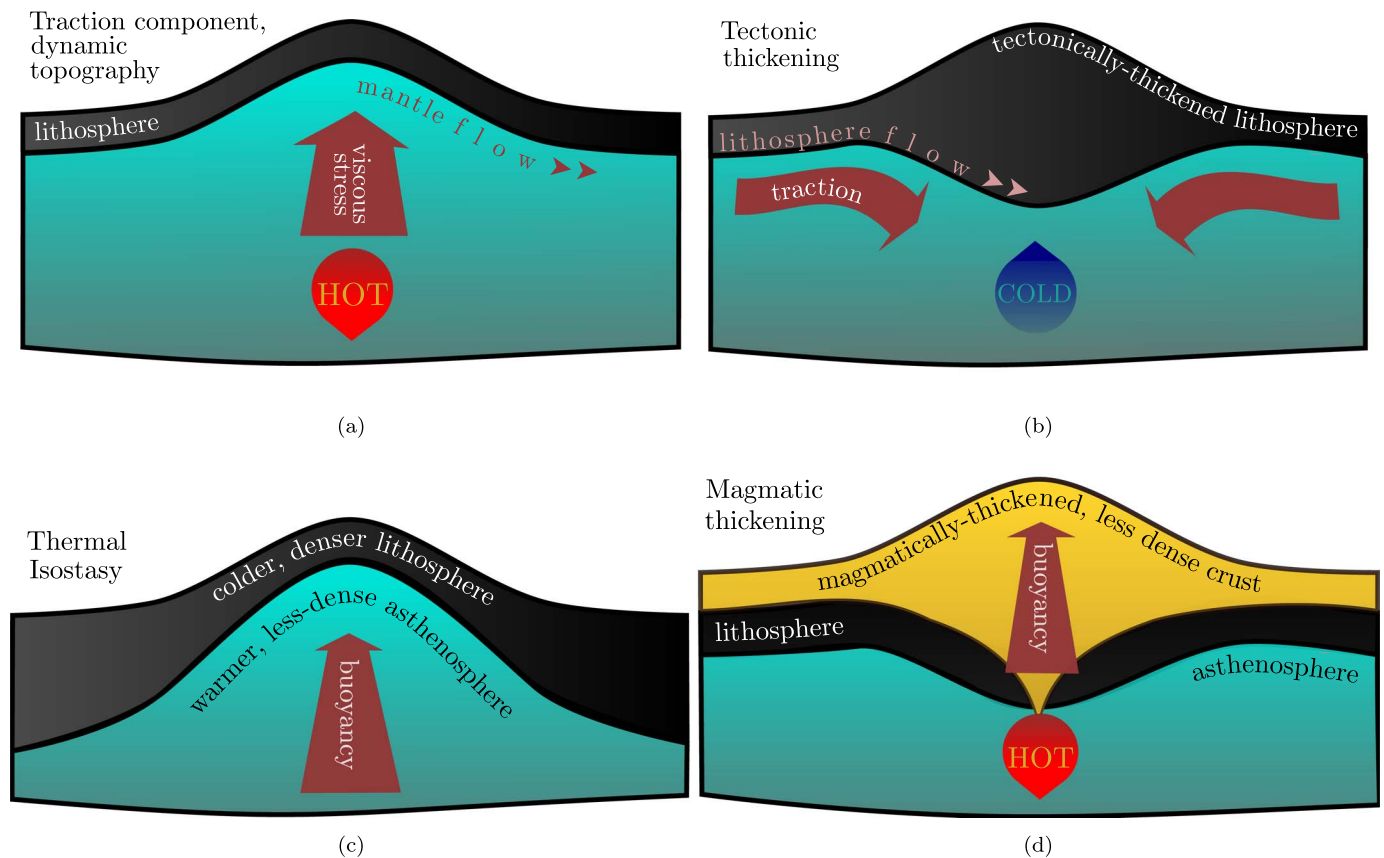 Traction component,
dynamic
topography
lithosphere
mantle flow
viscous
stress
HOT
(a)
Tectonic
thickening
tectonically-thickened lithosphere
lithosphere flow
traction
COLD
(b)
Thermal
Isostasy
colder, denser lithosphere
warmer, less-dense asthenosphere
buoyancy
(c)
Magmatic
thickening
magmatically-thickened, less dense crust
buoyancy
lithosphere
asthenosphere
HOT
(d)